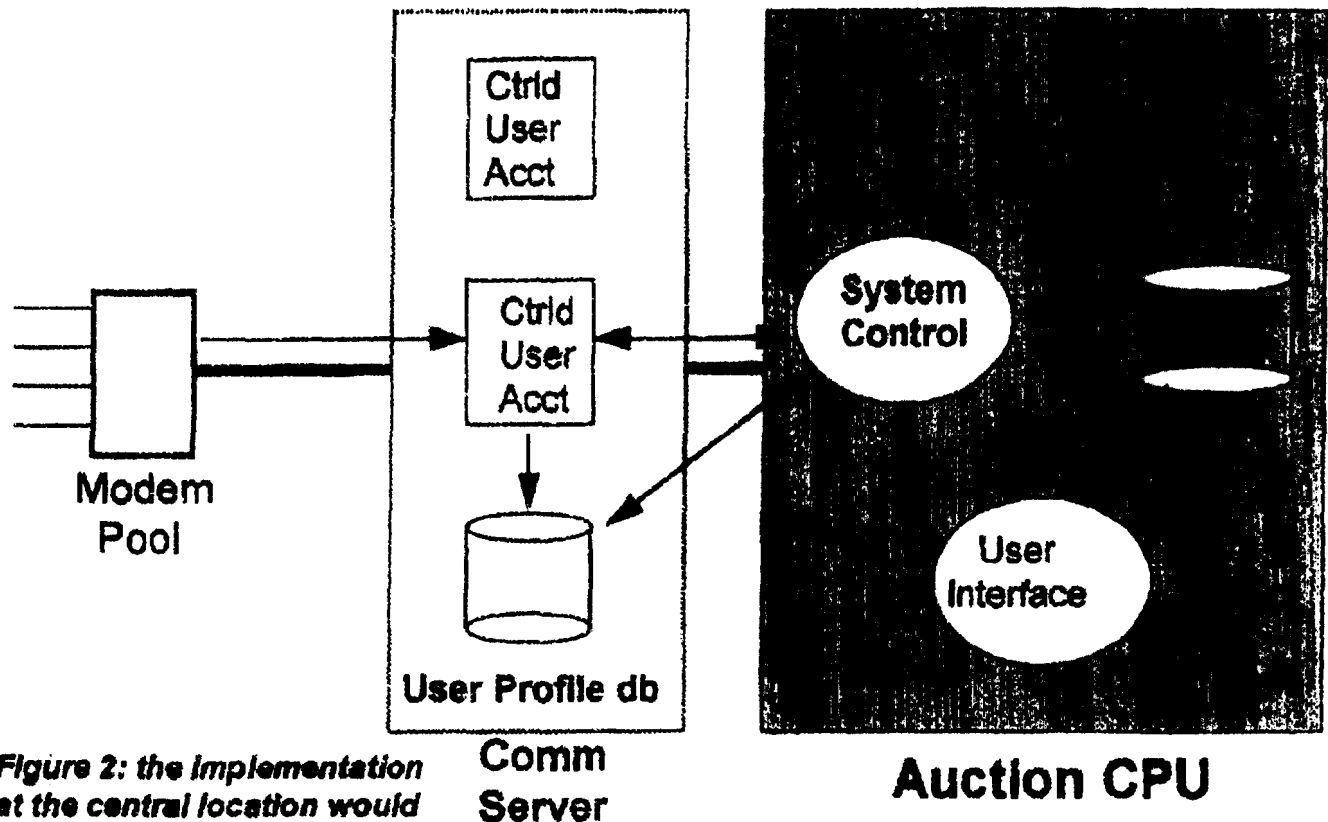 Ctrld
User
Acct
Ctrld
User
Acct
System
Control
User
Interface
Modem
Pool
User Profile db
Comm
Server
Auction CPU
Figure 2: the implementation
at the central location would